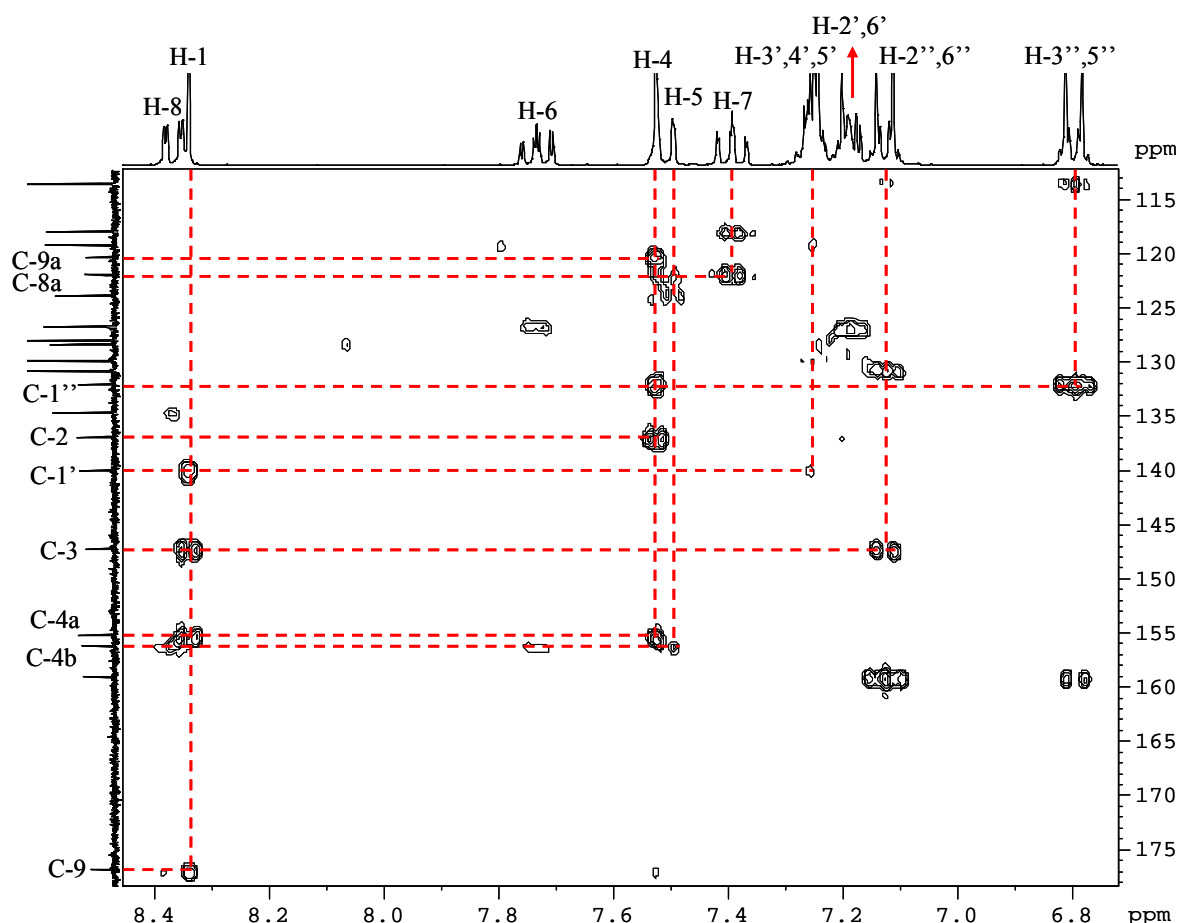 H-2',6'
H-1 H-4 H-3',4',5' H-2'',6'' H-3'',5''
H-8 H-6 H-5 H-7
ppm
115
120
C-9a
C-8a
125
130
C-1''
135
C-2
C-1'
140
145
C-3
150
C-4a
155
C-4b
160
165
170
C-9
175
8.4 8.2 8.0 7.8 7.6 7.4 7.2 7.0 6.8 ppm